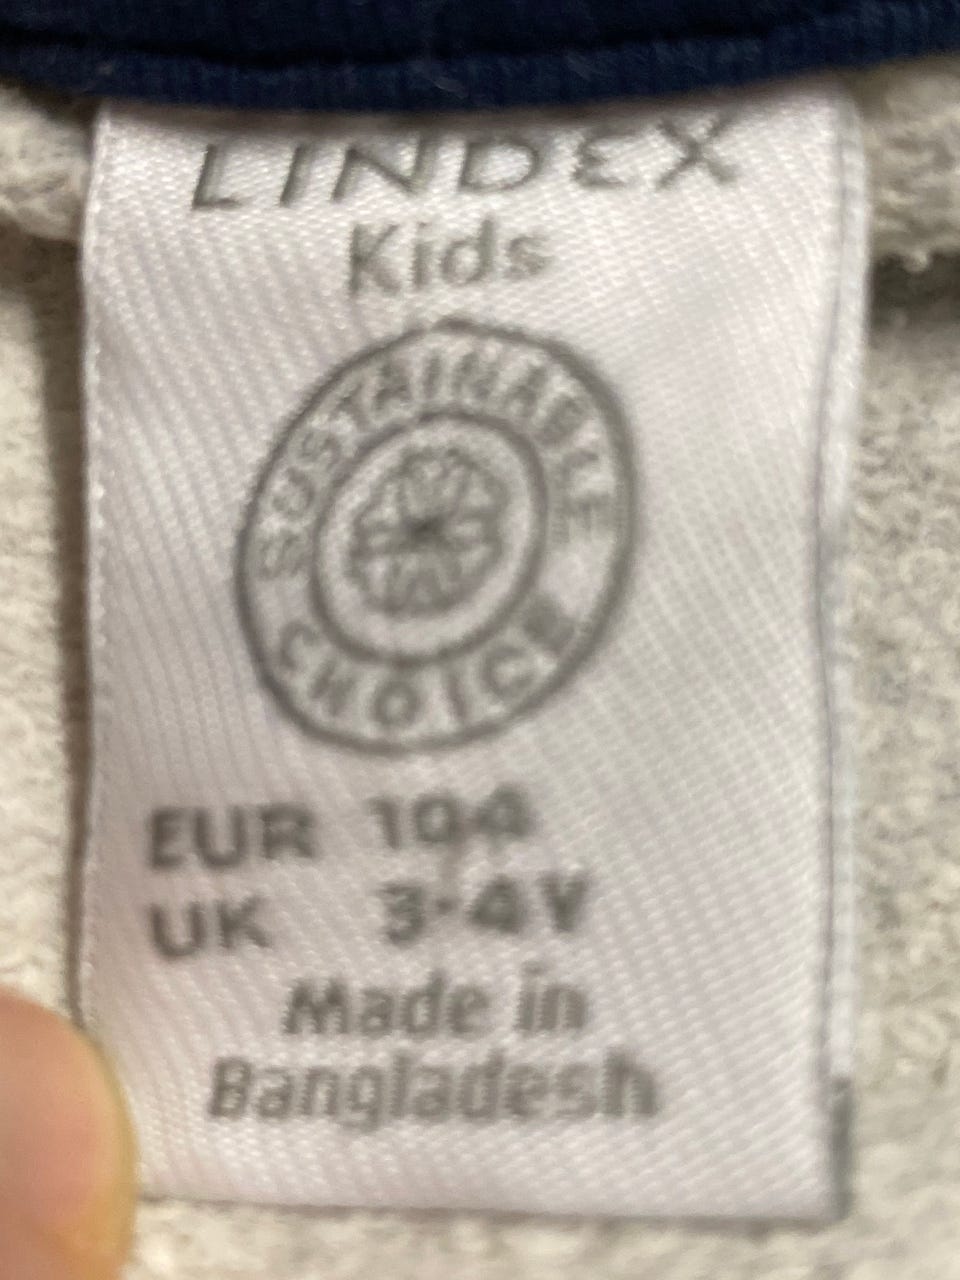 LINDEX
Kids
SUSTAINABLE
CHOICE
EUR 104
UK 3-4Y
Made in
Bangladesh